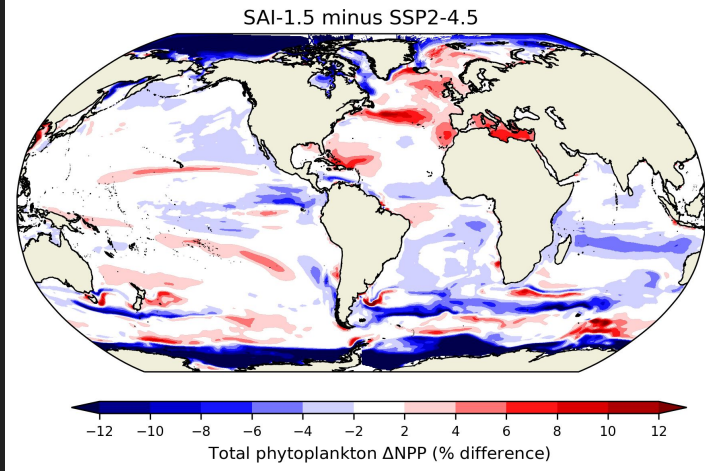 SAI-1.5 minus SSP2-4.5
−12 −10 −8 −6 −4 −2 2 4 6 8 10 12
Total phytoplankton ΔNPP (% difference)